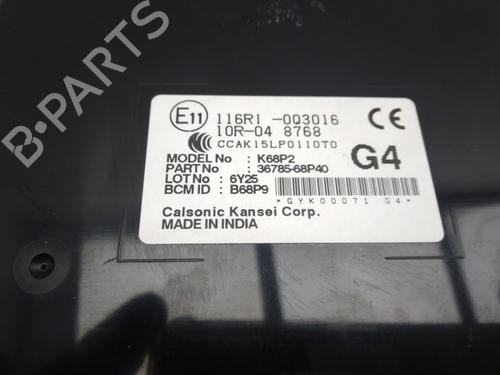 B-PARTS
E11 116RI -003016 CE
10R-04 8768
CCAK15LP0110T0
MODEL No : K68P2 G4
PART No : 36785-68P40
LOT No : 6Y25
BCM ID : B68P9
*GYK00071 G4*
Calsonic Kansei Corp.
MADE IN INDIA